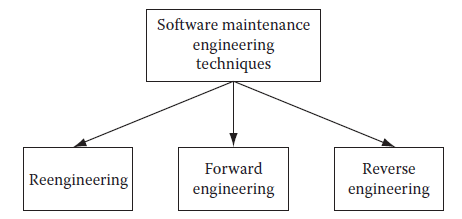 Software maintenance
engineering
techniques
Reengineering
Forward
engineering
Reverse
engineering